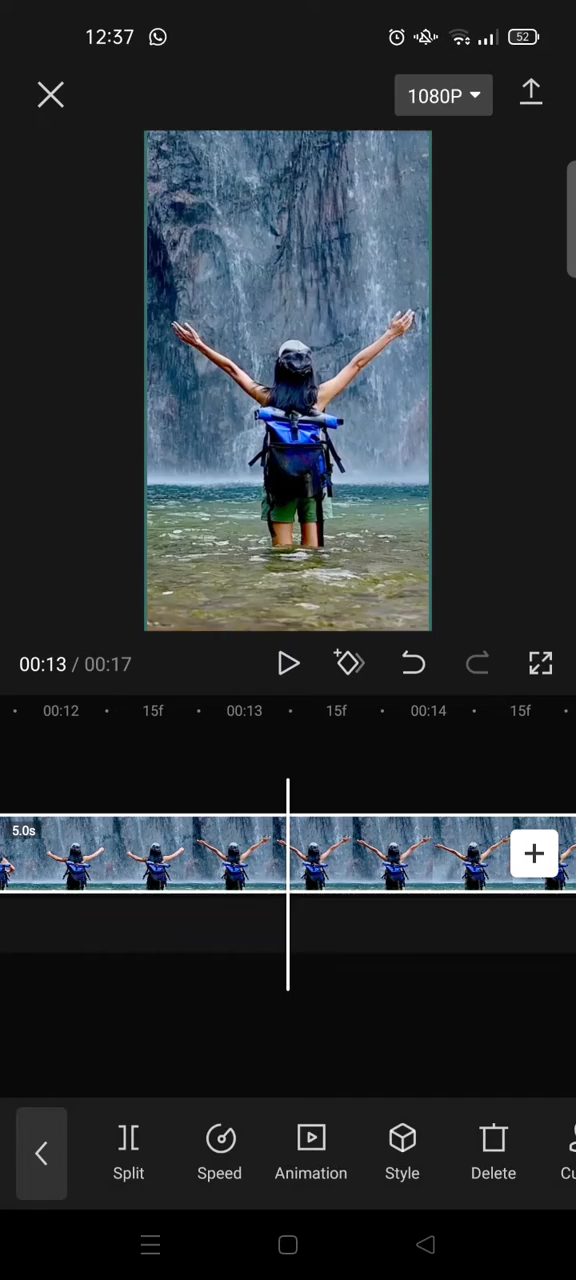 12:37
52
1080P
00:13 / 00:17
00:12 15f 00:13 15f 00:14 15f
5.0s
Split Speed Animation Style Delete Cu